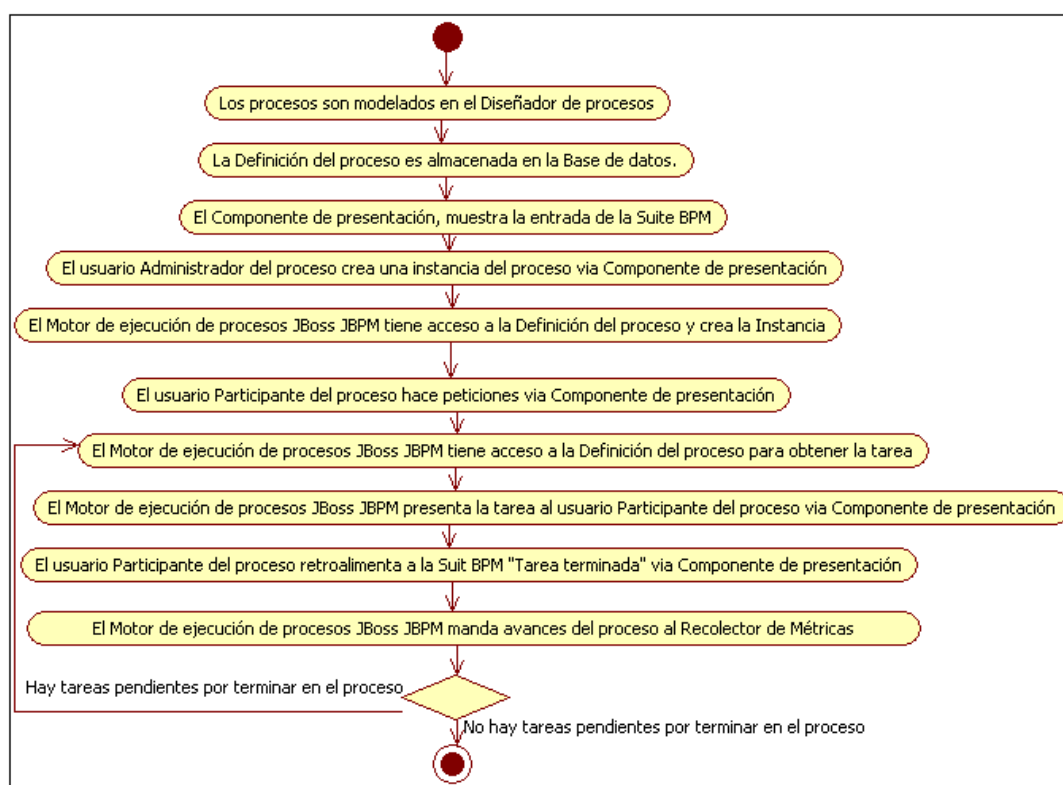 Los procesos son modelados en el Diseñador de procesos
La Definición del proceso es almacenada en la Base de datos.
El Componente de presentación, muestra la entrada de la Suite BPM
El usuario Administrador del proceso crea una instancia del proceso via Componente de presentación
El Motor de ejecución de procesos JBoss JBPM tiene acceso a la Definición del proceso y crea la Instancia
El usuario Participante del proceso hace peticiones via Componente de presentación
El Motor de ejecución de procesos JBoss JBPM tiene acceso a la Definición del proceso para obtener la tarea
El Motor de ejecución de procesos JBoss JBPM presenta la tarea al usuario Participante del proceso via Componente de presentación
El usuario Participante del proceso retroalimenta a la Suit BPM "Tarea terminada" via Componente de presentación
El Motor de ejecución de procesos JBoss JBPM manda avances del proceso al Recolector de Métricas
Hay tareas pendientes por terminar en el proceso
No hay tareas pendientes por terminar en el proceso